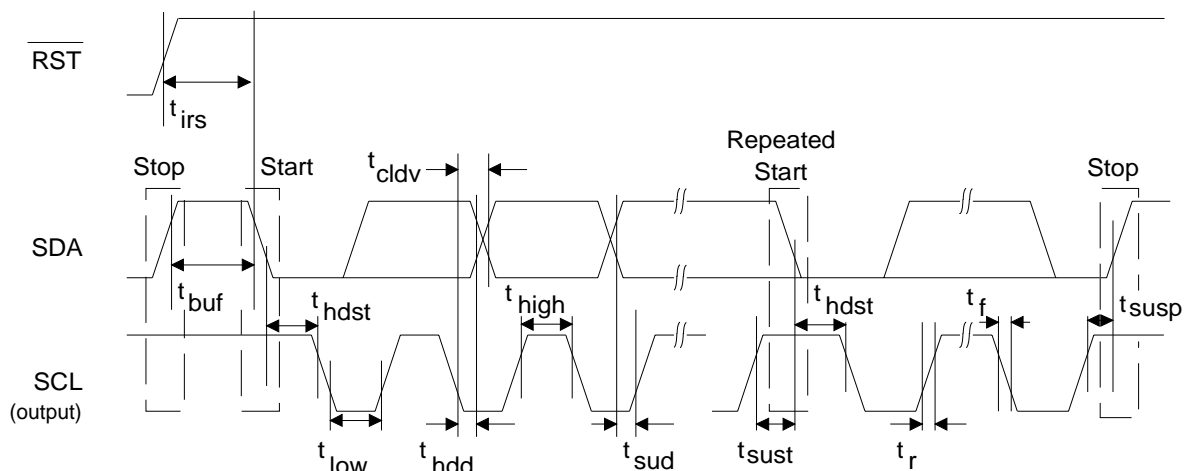 RST
t irs
Repeated
Stop
Start
t cldv
Start
Stop
SDA
t buf
t hdst
t high
t hdst
t f
t susp
SCL
(output)
t low
t hdd
t sud
t sust
t r